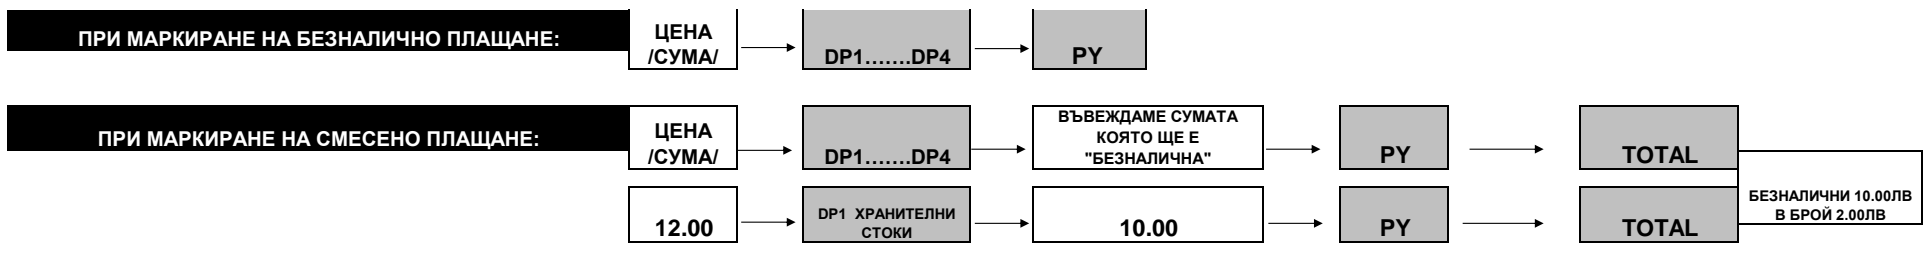 ПРИ МАРКИРАНЕ НА БЕЗНАЛИЧНО ПЛАЩАНЕ:
ЦЕНА
/СУМА/
DP1…….DP4
PY
ПРИ МАРКИРАНЕ НА СМЕСЕНО ПЛАЩАНЕ:
ЦЕНА
/СУМА/
DP1…….DP4
ВЪВЕЖДАМЕ СУМАТА
КОЯТО ЩЕ Е
"БЕЗНАЛИЧНА"
PY
TOTAL
12.00
DP1 ХРАНИТЕЛНИ
СТОКИ
10.00
PY
TOTAL
БЕЗНАЛИЧНИ 10.00ЛВ
В БРОЙ 2.00ЛВ